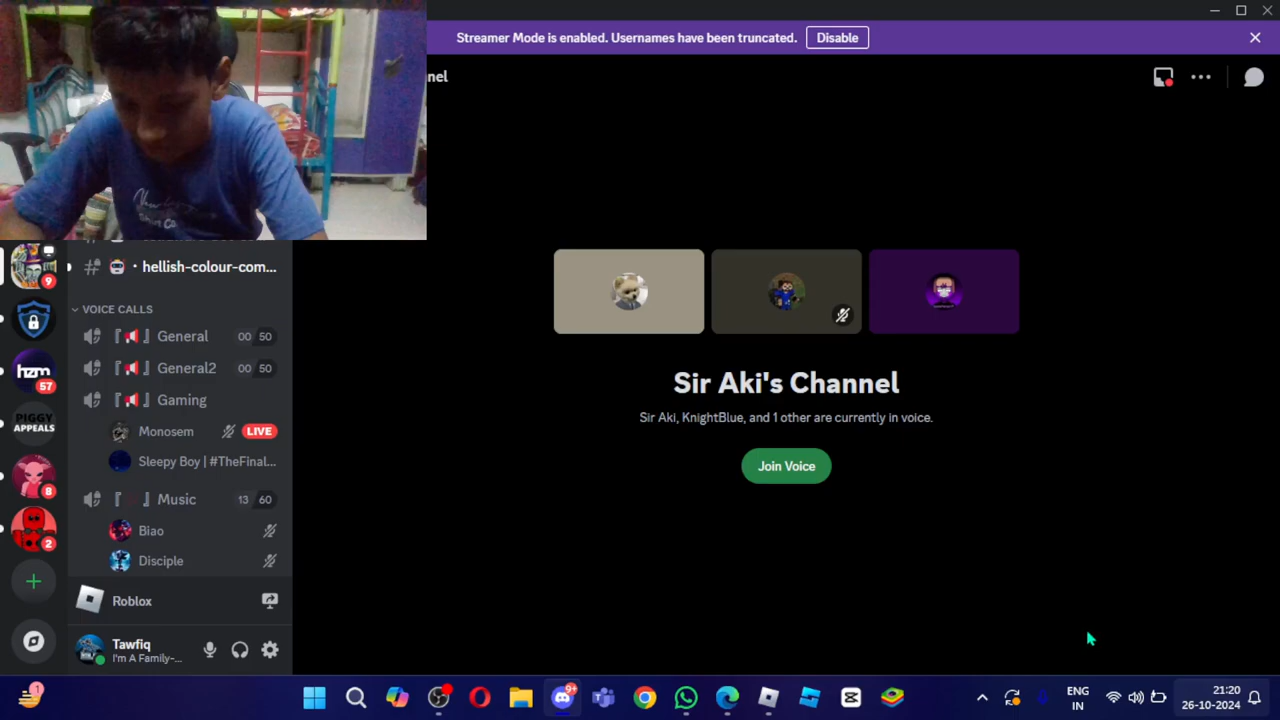 Streamer Mode is enabled. Usernames have been truncated.
Disable
nel
9
hellish-colour-com...
VOICE CALLS
『 』 General 00 50
『 』 General2 00 50
hzm
57
『 』 Gaming
PIGGY
APPEALS
Monosem LIVE
Sleepy Boy | #TheFinal...
8
『 』 Music 13 60
Biao
2
Disciple
Roblox
Tawfiq
I'm A Family-...
Sir Aki's Channel
Sir Aki, KnightBlue, and 1 other are currently in voice.
Join Voice
1
9+
ENG
IN
21:20
26-10-2024